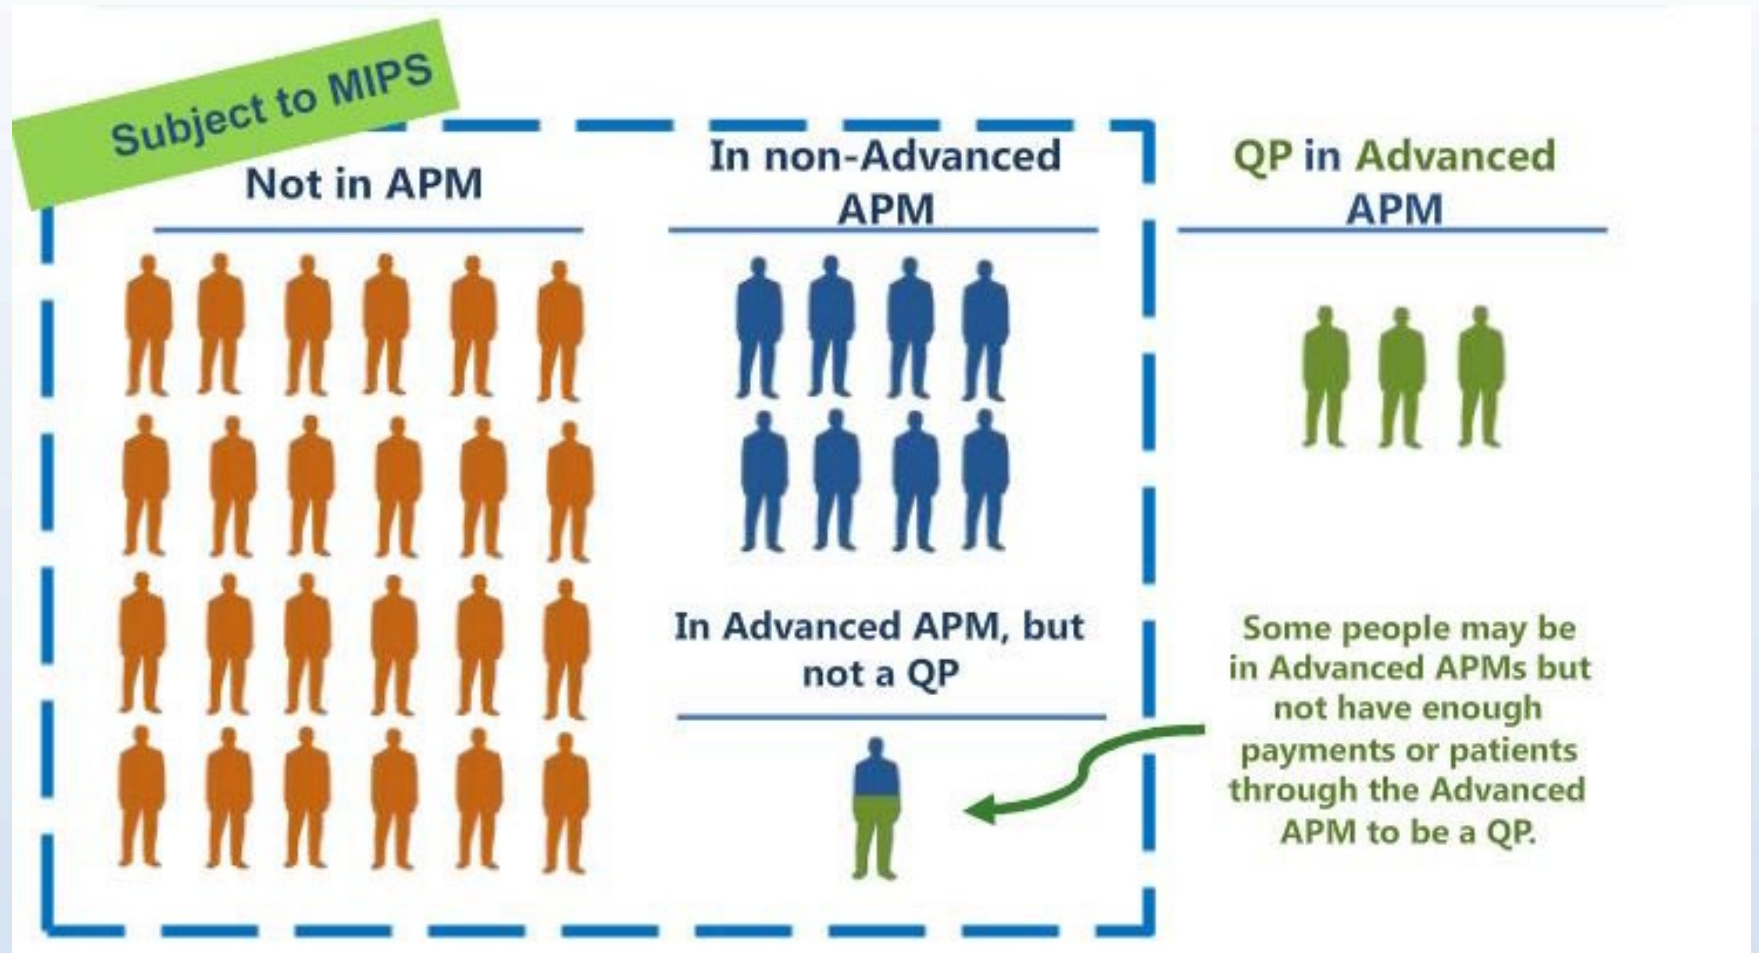 Subject to MIPS
Not in APM
In non-Advanced
APM
QP in Advanced
APM
In Advanced APM, but
not a QP
Some people may be
in Advanced APMs but
not have enough
payments or patients
through the Advanced
APM to be a QP.